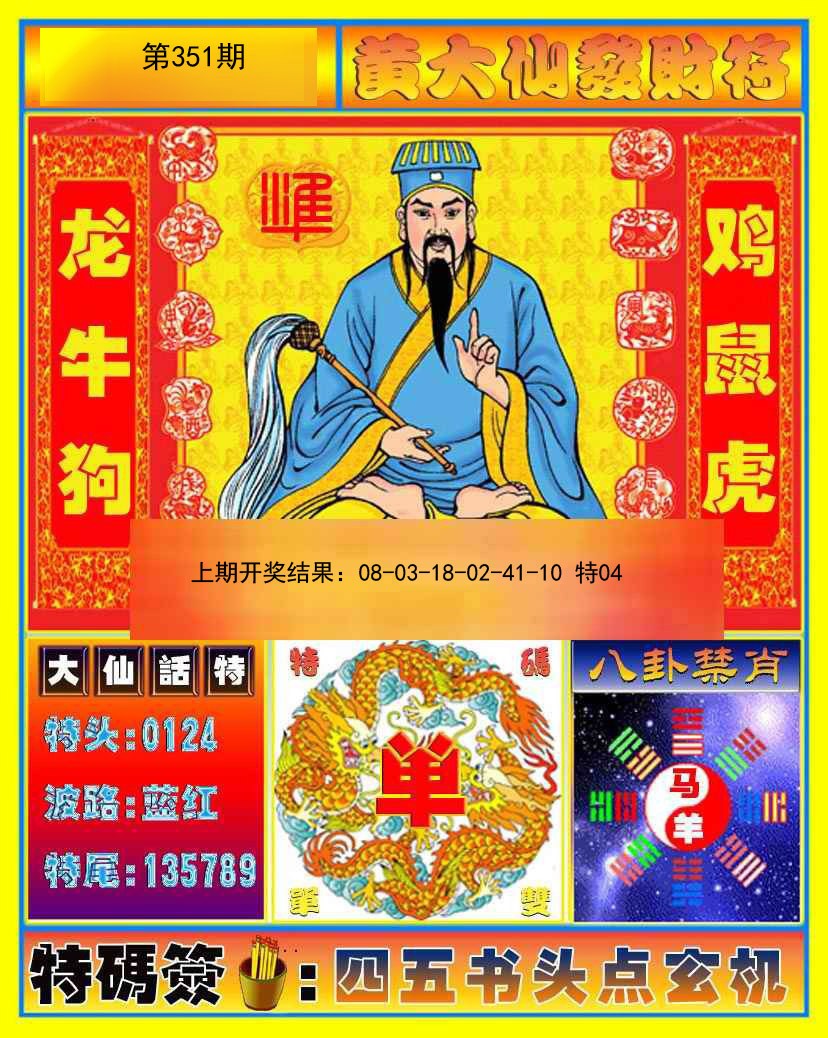 第351期
黄大仙發財符
龙牛狗
鸡鼠虎
上期开奖结果：08-03-18-02-41-10 特04
大仙話特
特头:0124
波路:蓝红
特尾:135789
特 碼
单
單 雙
八卦禁肖
马
羊
特碼簽:四五书头点玄机